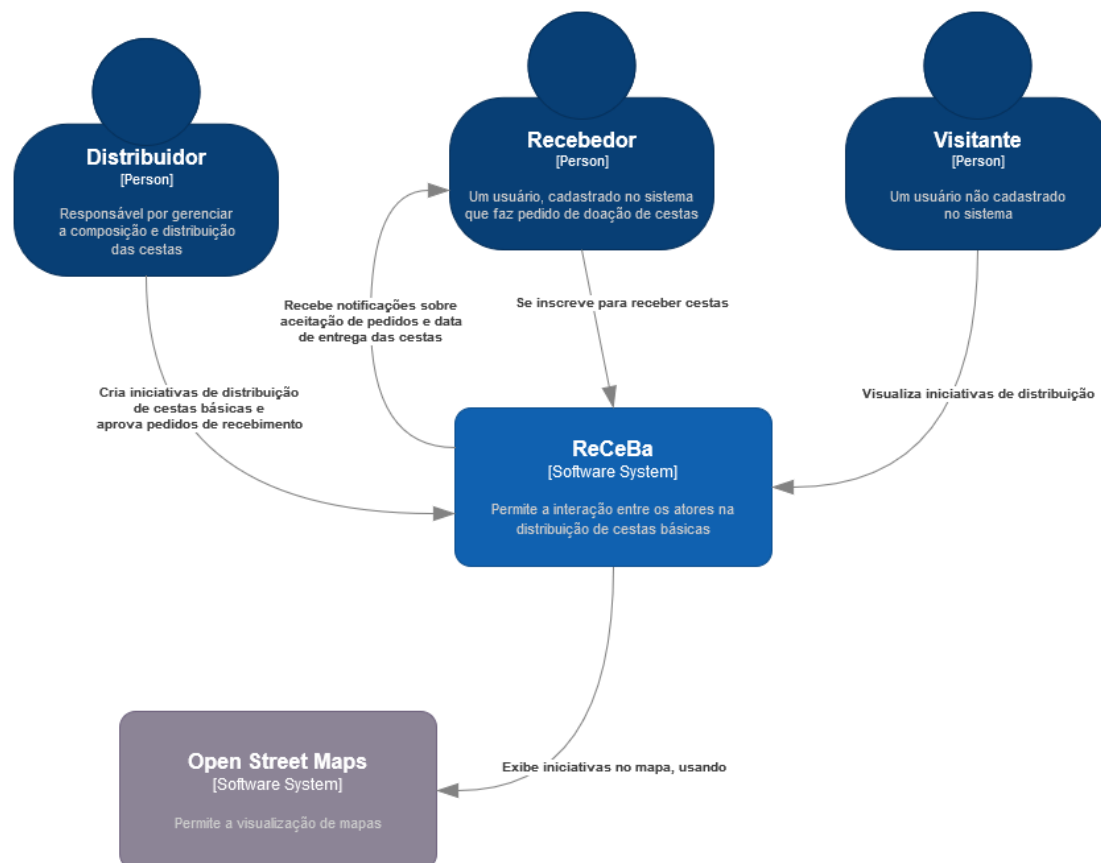 Distribuidor
[Person]
Responsável por gerenciar
a composição e distribuição
das cestas
Recebedor
[Person]
Um usuário, cadastrado no sistema
que faz pedido de doação de cestas
Visitante
[Person]
Um usuário não cadastrado
no sistema
Recebe notificações sobre
aceitação de pedidos e data
de entrega das cestas
Se inscreve para receber cestas
Cria iniciativas de distribuição
de cestas básicas e
aprova pedidos de recebimento
Visualiza iniciativas de distribuição
ReCeBa
[Software System]
Permite a interação entre os atores na
distribuição de cestas básicas
Exibe iniciativas no mapa, usando
Open Street Maps
[Software System]
Permite a visualização de mapas